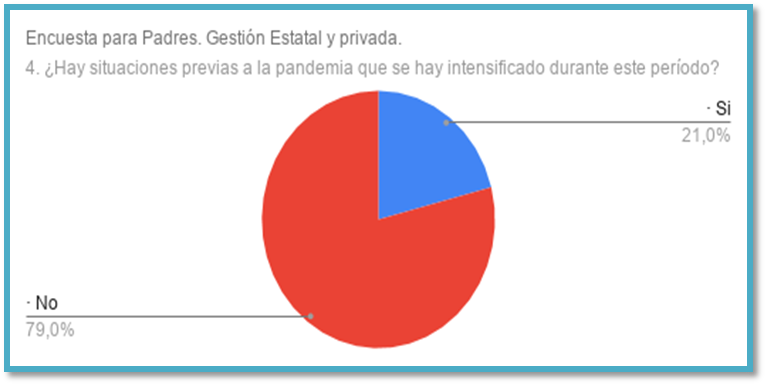 Encuesta para Padres. Gestión Estatal y privada.
4. ¿Hay situaciones previas a la pandemia que se hay intensificado durante este período?
· Si
21,0%
· No
79,0%